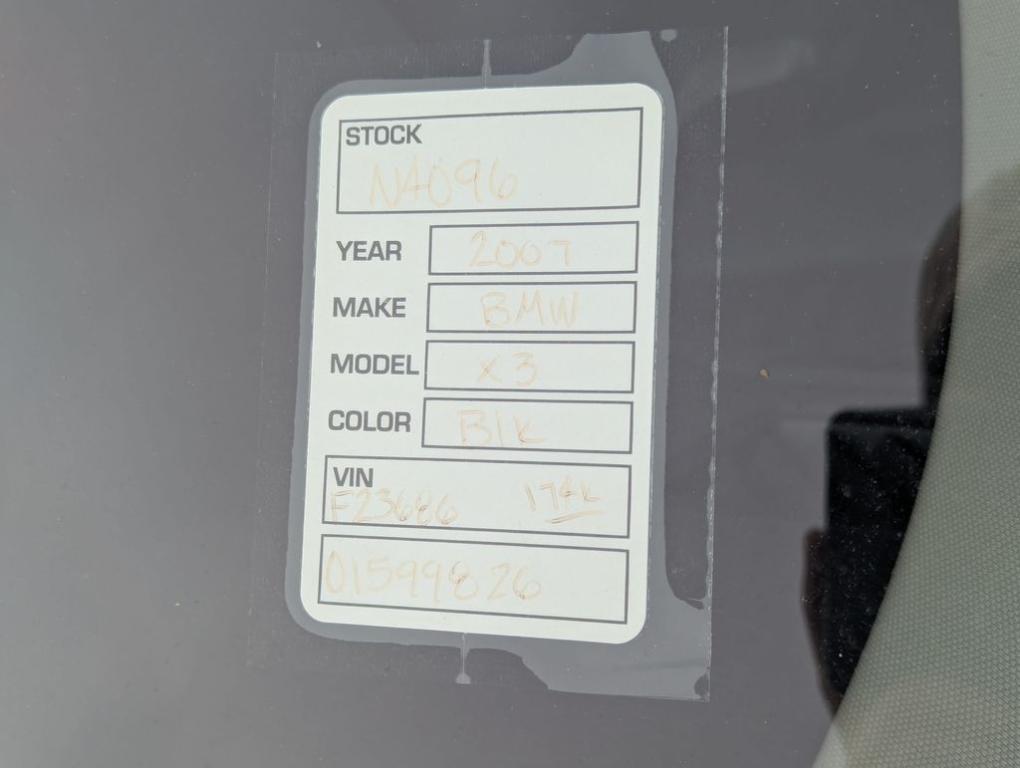 STOCK
N4096
YEAR 2007
MAKE BMW
MODEL X3
COLOR Blk
VIN
F23686 174k
01599826